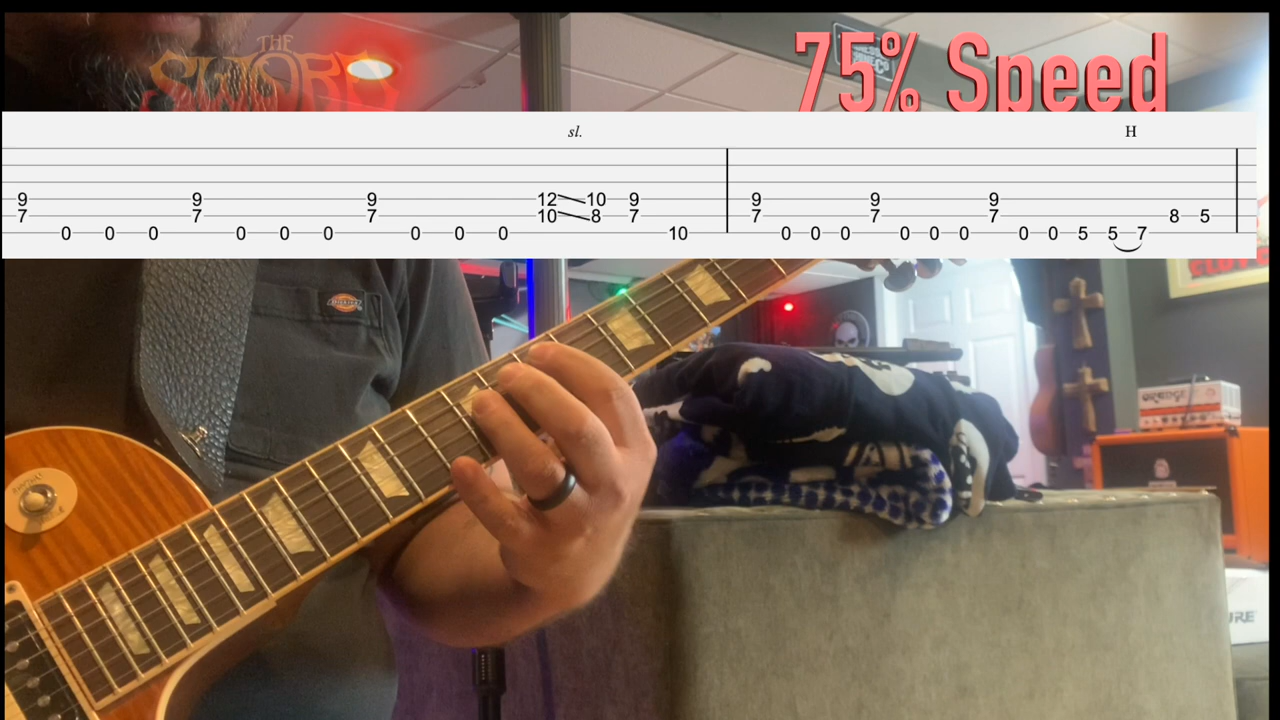 THE
SWORD
75% Speed
sl.
H
9 9 9 12 10 9 9 9 9
7 7 7 10 8 7 7 7 7 8 5
0 0 0 0 0 0 0 0 0 10 0 0 0 0 0 0 0 0 5 5 7
Dickies
ORANGE